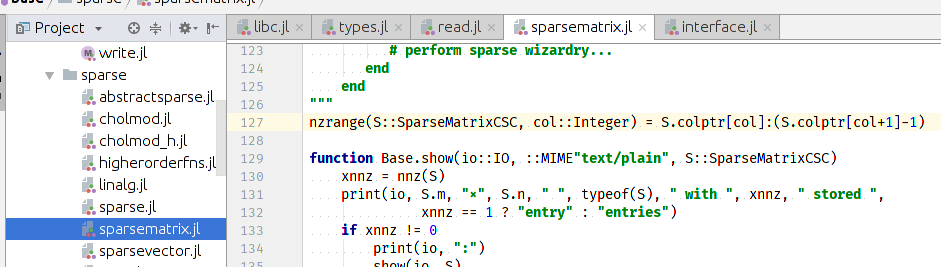 Project
write.jl
sparse
abstractsparse.jl
cholmod.jl
cholmod_h.jl
higherorderfns.jl
linalg.jl
sparse.jl
sparsematrix.jl
sparsevector.jl
libc.jl types.jl read.jl sparsematrix.jl interface.jl
123 # perform sparse wizardry...
124 end
125 end
126 """
127 nzrange(S::SparseMatrixCSC, col::Integer) = S.colptr[col]:(S.colptr[col+1]-1)
128
129 function Base.show(io::IO, ::MIME"text/plain", S::SparseMatrixCSC)
130 xnnz = nnz(S)
131 print(io, S.m, "×", S.n, " ", typeof(S), " with ", xnnz, " stored ",
132 xnnz == 1 ? "entry" : "entries")
133 if xnnz != 0
134 print(io, ":")
135 show(io, S)